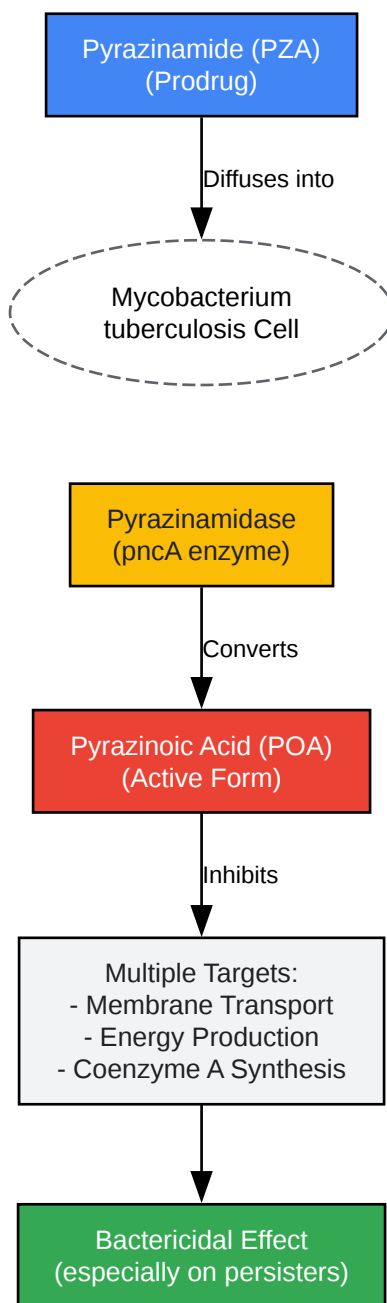 Pyrazinamide (PZA)
(Prodrug)
Diffuses into
Mycobacterium
tuberculosis Cell
Pyrazinamidase
(pncA enzyme)
Converts
Pyrazinoic Acid (POA)
(Active Form)
Inhibits
Multiple Targets:
- Membrane Transport
- Energy Production
- Coenzyme A Synthesis
Bactericidal Effect
(especially on persisters)